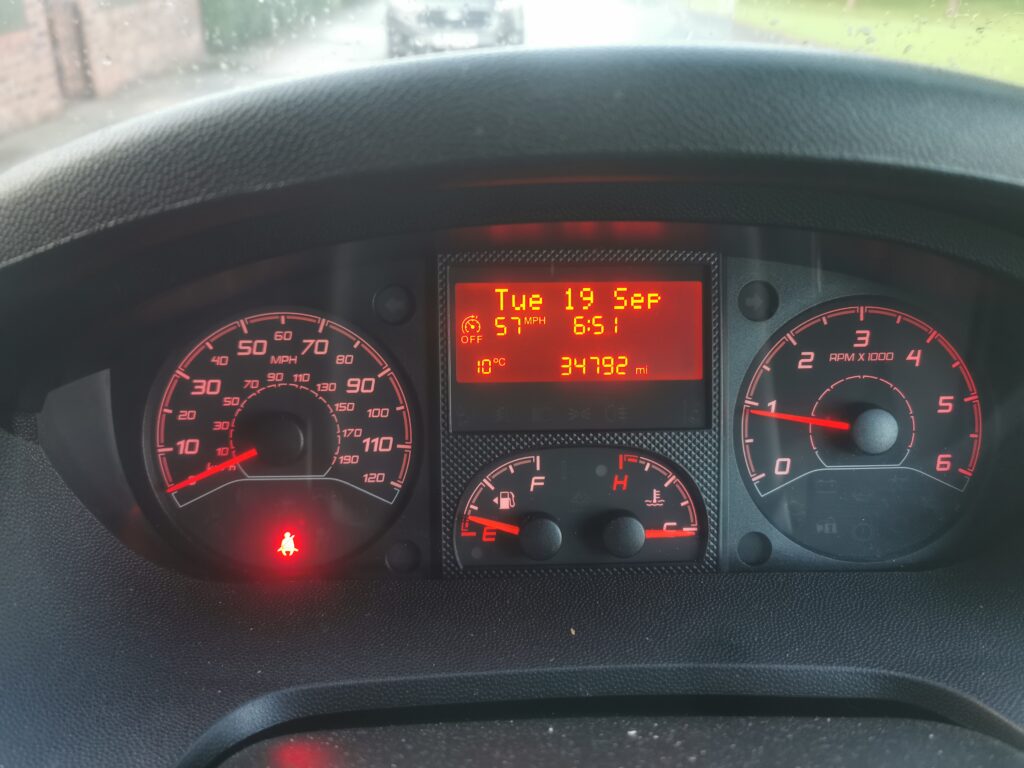 Tue 19 Sep
OFF
57 MPH 6:51
10°C 34792 mi
10 20 30 40 50 60 70 80 90 100 110 120
MPH
10 30 50 70 90 110 130 150 170 190
km/h
E F
H C
0 1 2 3 4 5 6
RPM X 1000